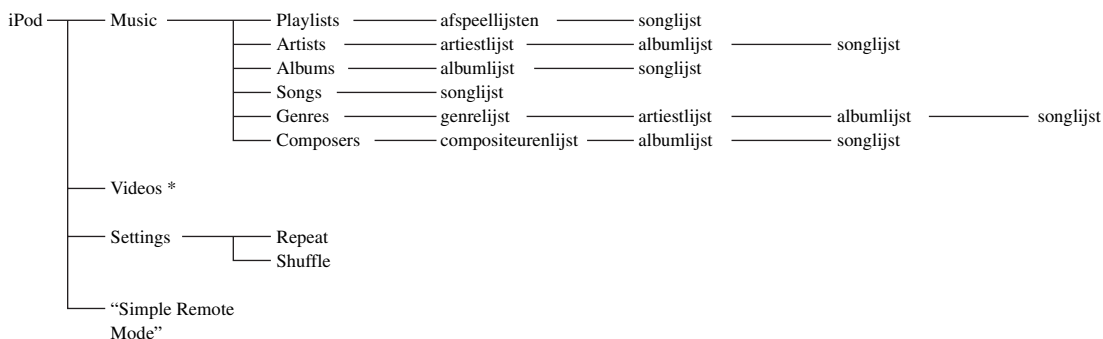 iPod Music Playlists afspeellijsten songlijst
Artists artiestlijst albumlijst songlijst
Albums albumlijst songlijst
Songs songlijst
Genres genrelijst artiestlijst albumlijst songlijst
Composers compositeurenlijst albumlijst songlijst
Videos *
Settings Repeat
Shuffle
“Simple Remote
Mode”